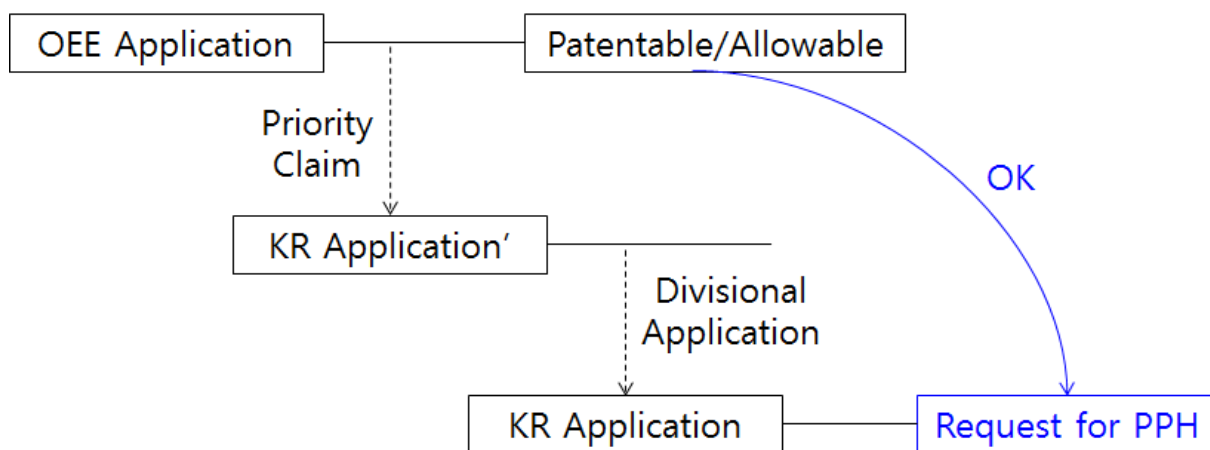 OEE Application
Patentable/Allowable
Priority
Claim
OK
KR Application′
Divisional
Application
KR Application
Request for PPH